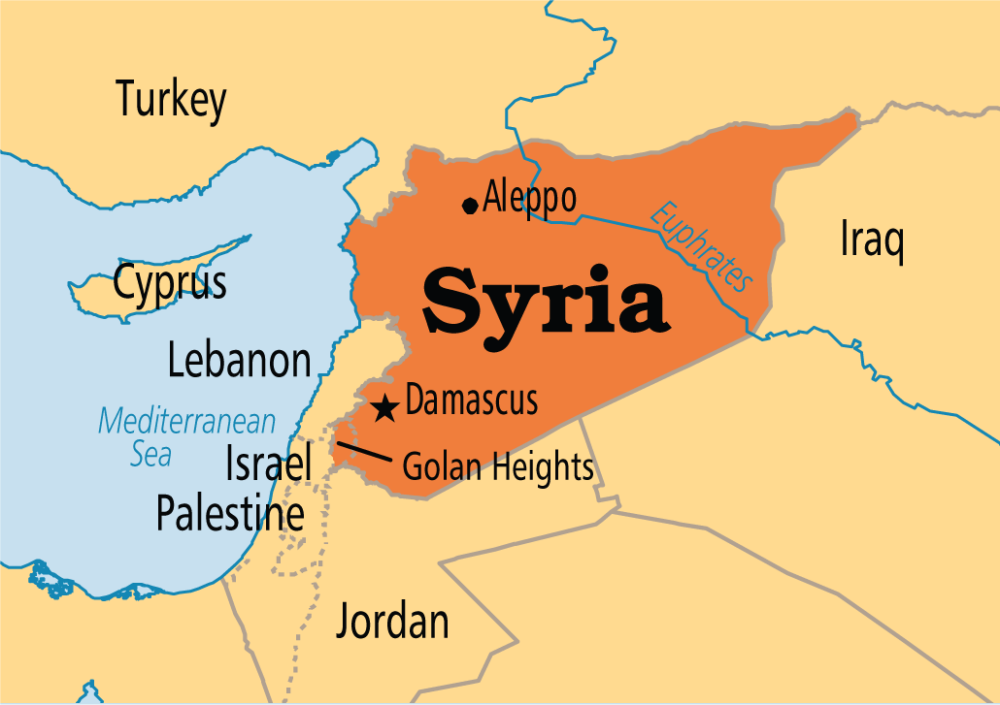 Turkey
Aleppo
Euphrates
Iraq
Cyprus
Syria
Lebanon
Damascus
Mediterranean
Sea
Israel
Golan Heights
Palestine
Jordan